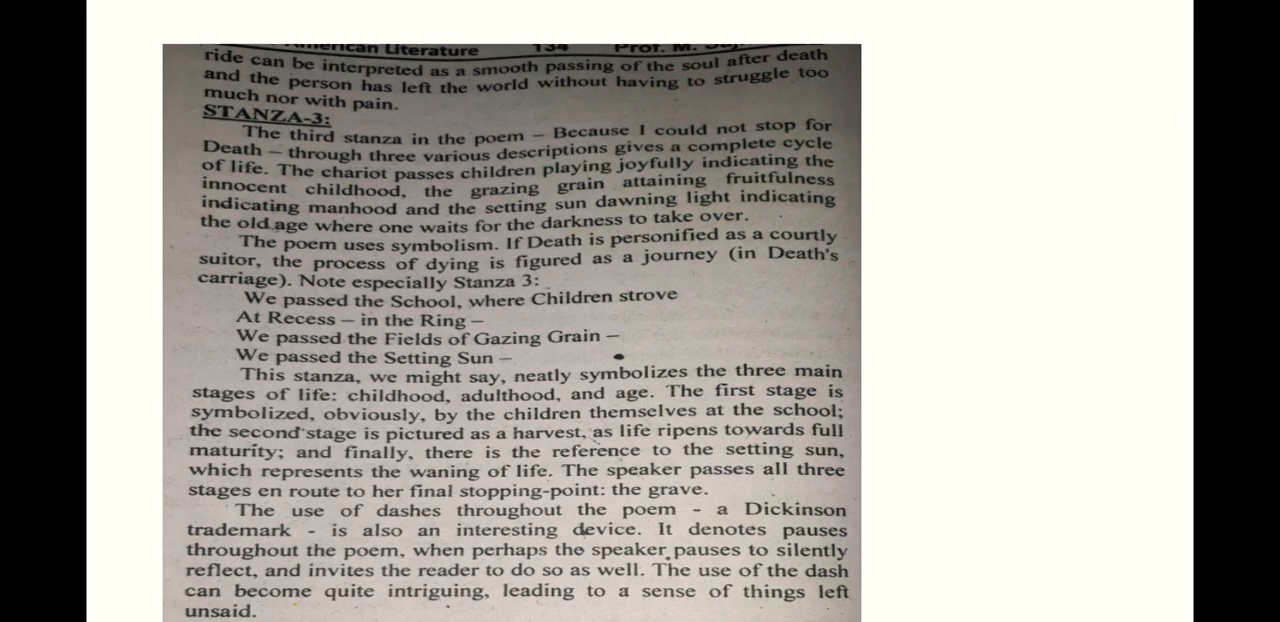 American Literature 134 Prof. M.
ride can be interpreted as a smooth passing of the soul after death
and the person has left the world without having to struggle too
much nor with pain.
STANZA-3:
The third stanza in the poem – Because I could not stop for
Death – through three various descriptions gives a complete cycle
of life. The chariot passes children playing joyfully indicating the
innocent childhood, the grazing grain attaining fruitfulness
indicating manhood and the setting sun dawning light indicating
the old age where one waits for the darkness to take over.
The poem uses symbolism. If Death is personified as a courtly
suitor, the process of dying is figured as a journey (in Death's
carriage). Note especially Stanza 3:
We passed the School, where Children strove
At Recess – in the Ring –
We passed the Fields of Gazing Grain –
We passed the Setting Sun –
This stanza, we might say, neatly symbolizes the three main
stages of life: childhood, adulthood, and age. The first stage is
symbolized, obviously, by the children themselves at the school;
the second stage is pictured as a harvest, as life ripens towards full
maturity; and finally, there is the reference to the setting sun,
which represents the waning of life. The speaker passes all three
stages en route to her final stopping-point: the grave.
The use of dashes throughout the poem - a Dickinson
trademark - is also an interesting device. It denotes pauses
throughout the poem, when perhaps the speaker pauses to silently
reflect, and invites the reader to do so as well. The use of the dash
can become quite intriguing, leading to a sense of things left
unsaid.